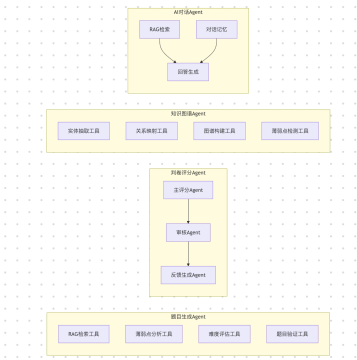 AI对话Agent
RAG检索
对话记忆
回答生成
知识图谱Agent
实体抽取工具
关系映射工具
图谱构建工具
薄弱点检测工具
判卷评分Agent
主评分Agent
审核Agent
反馈生成Agent
题目生成Agent
RAG检索工具
薄弱点分析工具
难度评估工具
题目验证工具